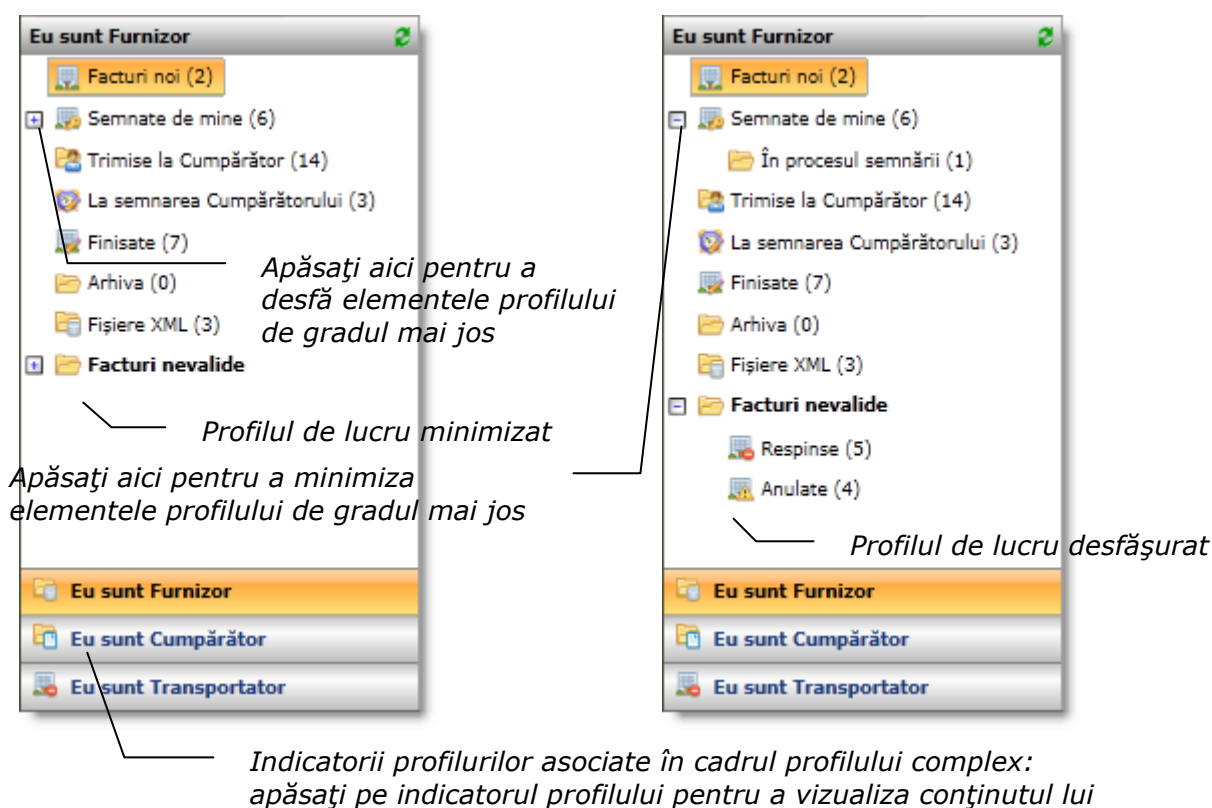 Eu sunt Furnizor
Facturi noi (2)
Semnate de mine (6)
Trimise la Cumpărător (14)
La semnarea Cumpărătorului (3)
Finisate (7)
Arhiva (0)
Fişiere XML (3)
Facturi nevalide
Apăsaţi aici pentru a
desfă elementele profilului
de gradul mai jos
Profilul de lucru minimizat
Apăsaţi aici pentru a minimiza
elementele profilului de gradul mai jos
Eu sunt Furnizor
Eu sunt Cumpărător
Eu sunt Transportator
Eu sunt Furnizor
Facturi noi (2)
Semnate de mine (6)
În procesul semnării (1)
Trimise la Cumpărător (14)
La semnarea Cumpărătorului (3)
Finisate (7)
Arhiva (0)
Fişiere XML (3)
Facturi nevalide
Respinse (5)
Anulate (4)
Profilul de lucru desfăşurat
Eu sunt Furnizor
Eu sunt Cumpărător
Eu sunt Transportator
Indicatorii profilurilor asociate în cadrul profilului complex:
apăsaţi pe indicatorul profilului pentru a vizualiza conţinutul lui